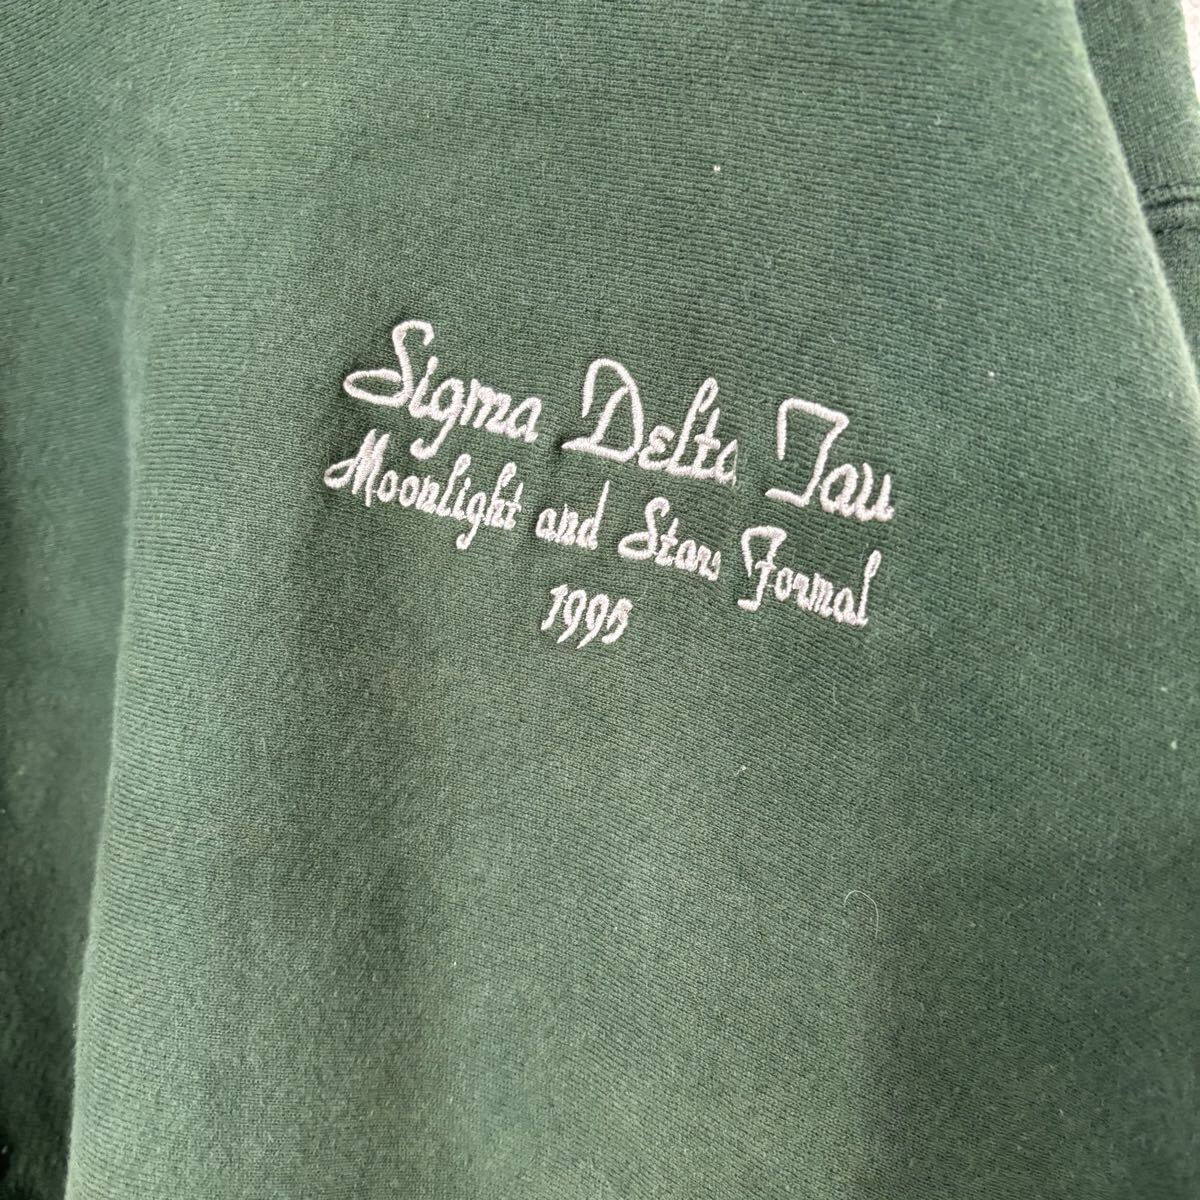 Sigma Delta Tau
Moonlight and Stars Formal
1995